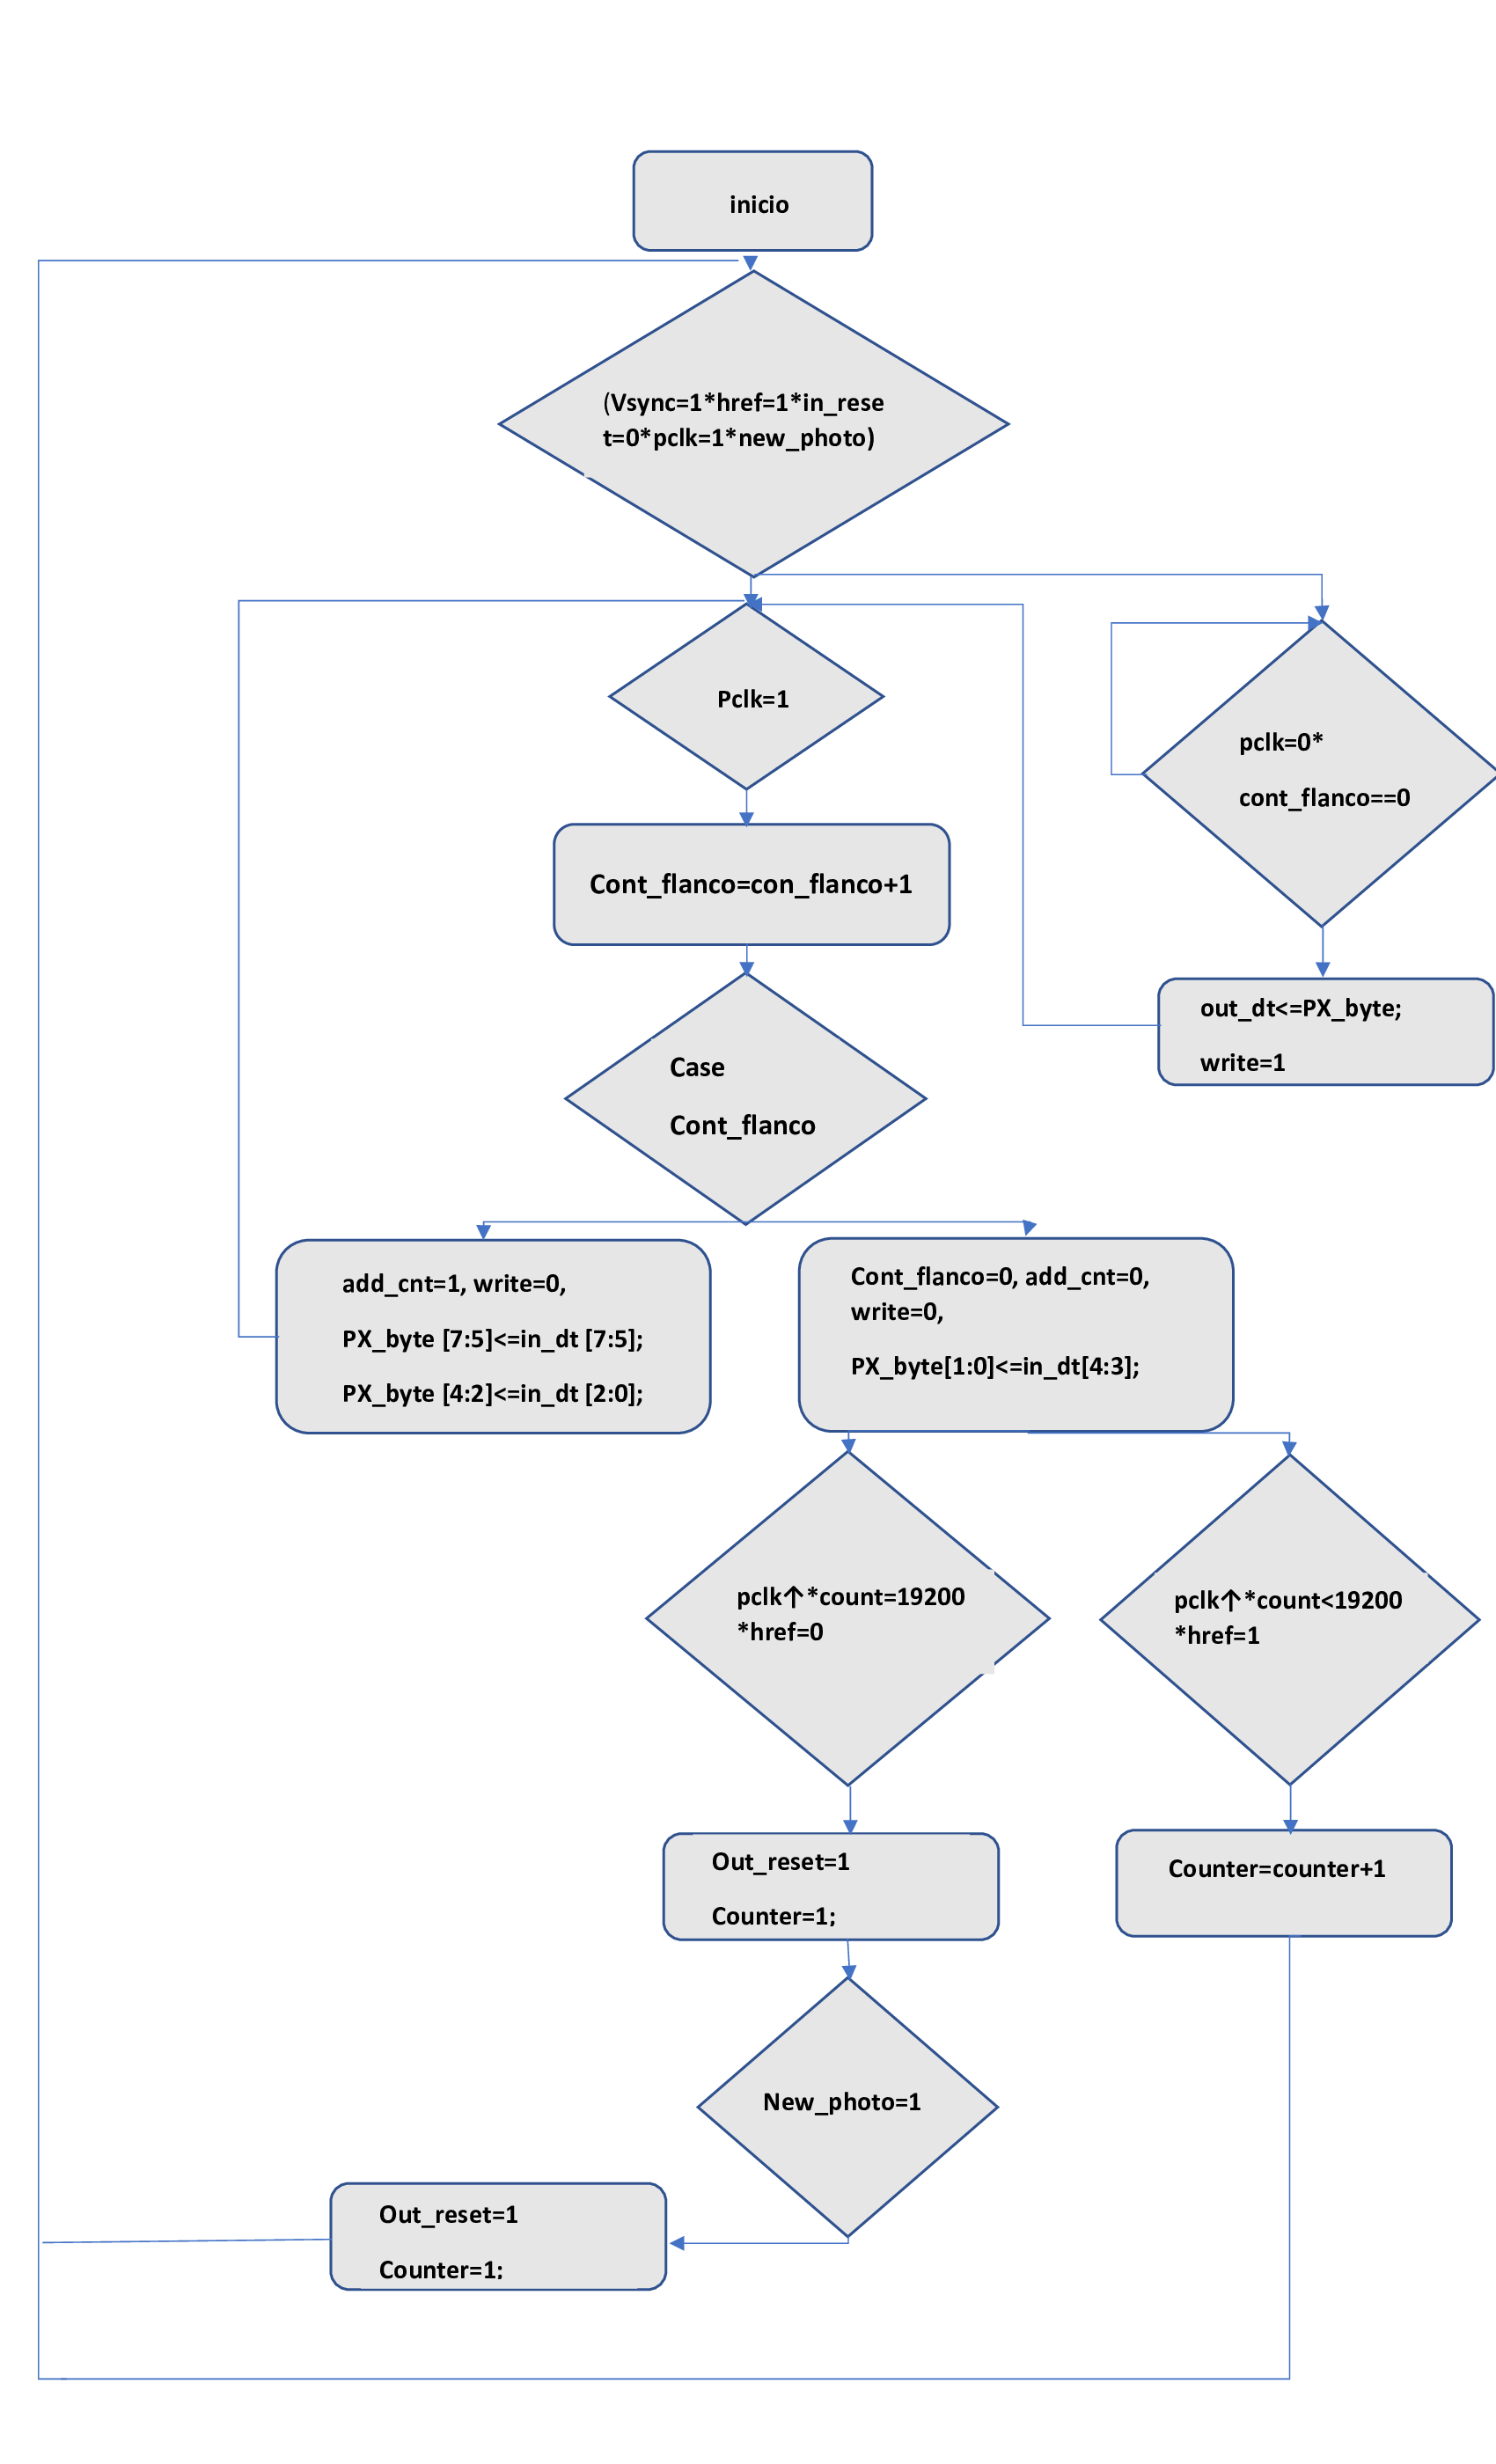 inicio
(Vsync=1*href=1*in_rese
t=0*pclk=1*new_photo)
Pclk=1
pclk=0*
cont_flanco==0
Cont_flanco=con_flanco+1
out_dt<=PX_byte;
write=1
Case
Cont_flanco
add_cnt=1, write=0,
PX_byte [7:5]<=in_dt [7:5];
PX_byte [4:2]<=in_dt [2:0];
Cont_flanco=0, add_cnt=0,
write=0,
PX_byte[1:0]<=in_dt[4:3];
pclk↑*count=19200
*href=0
pclk↑*count<19200
*href=1
Out_reset=1
Counter=1;
Counter=counter+1
New_photo=1
Out_reset=1
Counter=1;